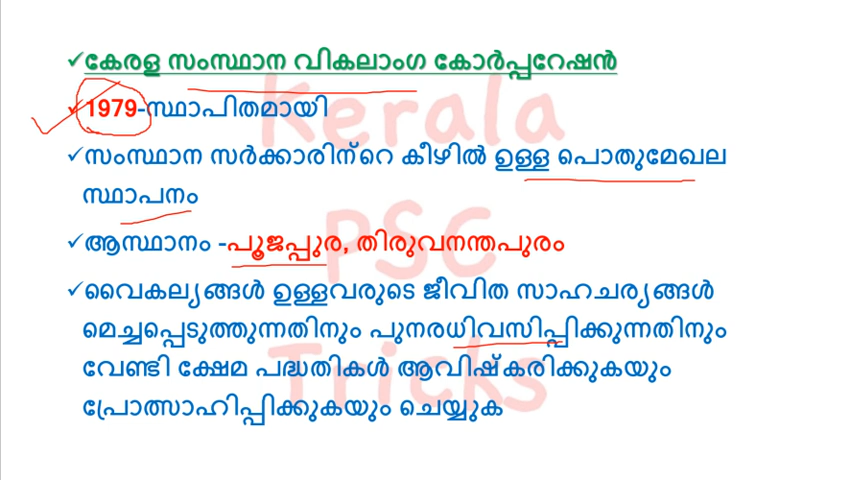 ✓കേരള സംസ്ഥാന വികലാംഗ കോർപ്പറേഷൻ
✓1979-സ്ഥാപിതമായി
✓സംസ്ഥാന സർക്കാരിന്റെ കീഴിൽ ഉള്ള പൊതുമേഖല
സ്ഥാപനം
✓ആസ്ഥാനം -പൂജപ്പുര, തിരുവനന്തപുരം
✓വൈകല്യങ്ങൾ ഉള്ളവരുടെ ജീവിത സാഹചര്യങ്ങൾ
മെച്ചപ്പെടുത്തുന്നതിനും പുനരധിവസിപ്പിക്കുന്നതിനും
വേണ്ടി ക്ഷേമ പദ്ധതികൾ ആവിഷ്കരിക്കുകയും
പ്രോത്സാഹിപ്പിക്കുകയും ചെയ്യുക
Kerala
PSC
Tricks